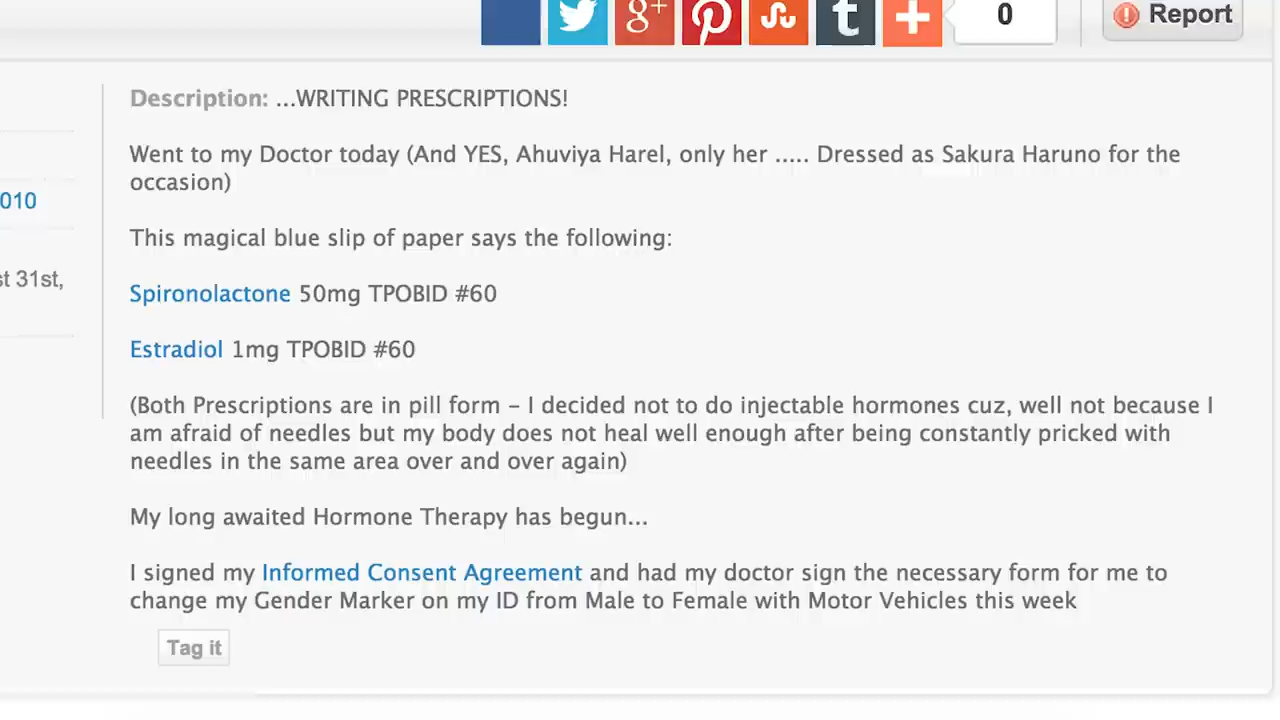 g+
t
0
Report
Description: ...WRITING PRESCRIPTIONS!
Went to my Doctor today (And YES, Ahuviya Harel, only her ..... Dressed as Sakura Haruno for the
occasion)
010
This magical blue slip of paper says the following:
st 31st,
Spironolactone 50mg TPOBID #60
Estradiol 1mg TPOBID #60
(Both Prescriptions are in pill form – I decided not to do injectable hormones cuz, well not because I
am afraid of needles but my body does not heal well enough after being constantly pricked with
needles in the same area over and over again)
My long awaited Hormone Therapy has begun...
I signed my Informed Consent Agreement and had my doctor sign the necessary form for me to
change my Gender Marker on my ID from Male to Female with Motor Vehicles this week
Tag it